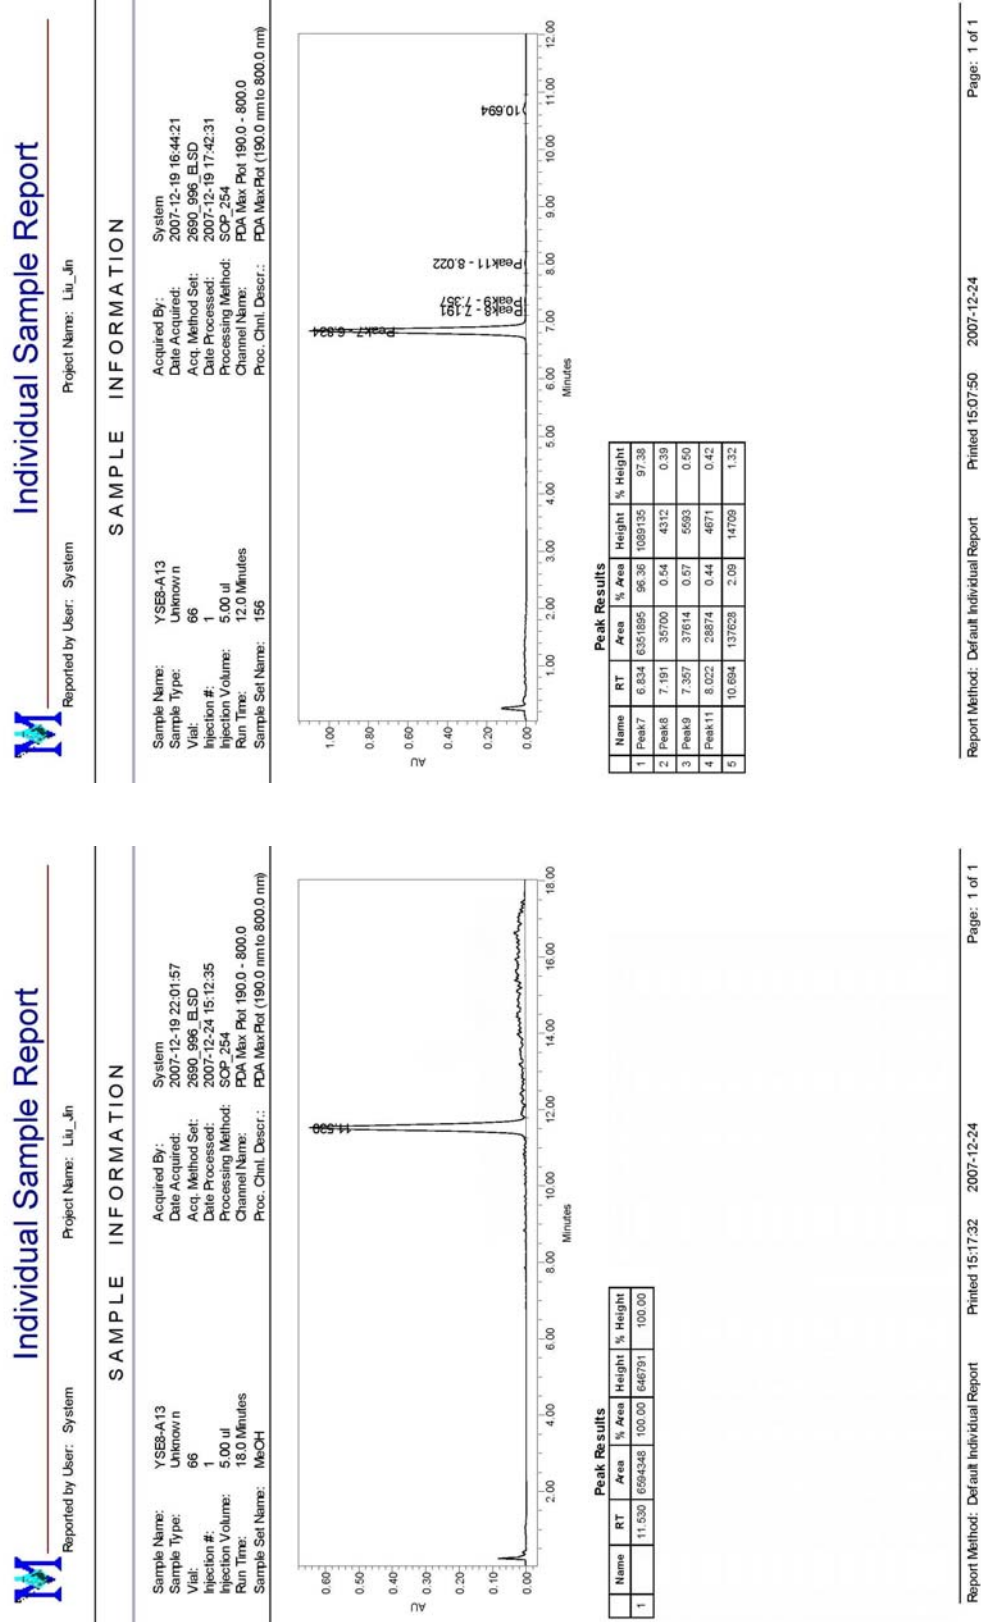 Individual Sample Report
Reported by User: System Project Name: Liu_Jin
SAMPLE INFORMATION
Sample Name: YSE8-A13 Acquired By: System
Sample Type: Unknown Date Acquired: 2007-12-19 16:44:21
Vial: 66 Acq. Method Set: 2690_996_ELSD
Injection #: 1 Date Processed: 2007-12-19 17:42:31
Injection Volume: 5.00 ul Processing Method: SOP_254
Run Time: 12.0 Minutes Channel Name: PDA Max Plot 190.0 - 800.0
Sample Set Name: 156 Proc. Chnl. Descr.: PDA MaxPlot (190.0 nm to 800.0 nm)
Peak7 - 6.834
Peak8 - 7.191
Peak9 - 7.357
Peak11 - 8.022
10.694
AU
1.00
0.80
0.60
0.40
0.20
0.00
1.00 2.00 3.00 4.00 5.00 6.00 7.00 8.00 9.00 10.00 11.00 12.00
Minutes
Peak Results
Name RT Area % Area Height % Height
1 Peak7 6.834 6351895 96.36 1089135 97.38
2 Peak8 7.191 35700 0.54 4312 0.39
3 Peak9 7.357 37614 0.57 5593 0.50
4 Peak11 8.022 28874 0.44 4671 0.42
5 10.694 137628 2.09 14709 1.32
Report Method: Default Individual Report Printed 15:07:50 2007-12-24 Page: 1 of 1
Individual Sample Report
Reported by User: System Project Name: Liu_Jin
SAMPLE INFORMATION
Sample Name: YSE8-A13 Acquired By: System
Sample Type: Unknown Date Acquired: 2007-12-19 22:01:57
Vial: 66 Acq. Method Set: 2690_996_ELSD
Injection #: 1 Date Processed: 2007-12-24 15:12:35
Injection Volume: 5.00 ul Processing Method: SOP_254
Run Time: 18.0 Minutes Channel Name: PDA Max Plot 190.0 - 800.0
Sample Set Name: MeOH Proc. Chnl. Descr.: PDA MaxPlot (190.0 nm to 800.0 nm)
11.530
AU
0.60
0.50
0.40
0.30
0.20
0.10
0.00
2.00 4.00 6.00 8.00 10.00 12.00 14.00 16.00 18.00
Minutes
Peak Results
Name RT Area % Area Height % Height
1 11.530 6594348 100.00 646791 100.00
Report Method: Default Individual Report Printed 15:17:32 2007-12-24 Page: 1 of 1